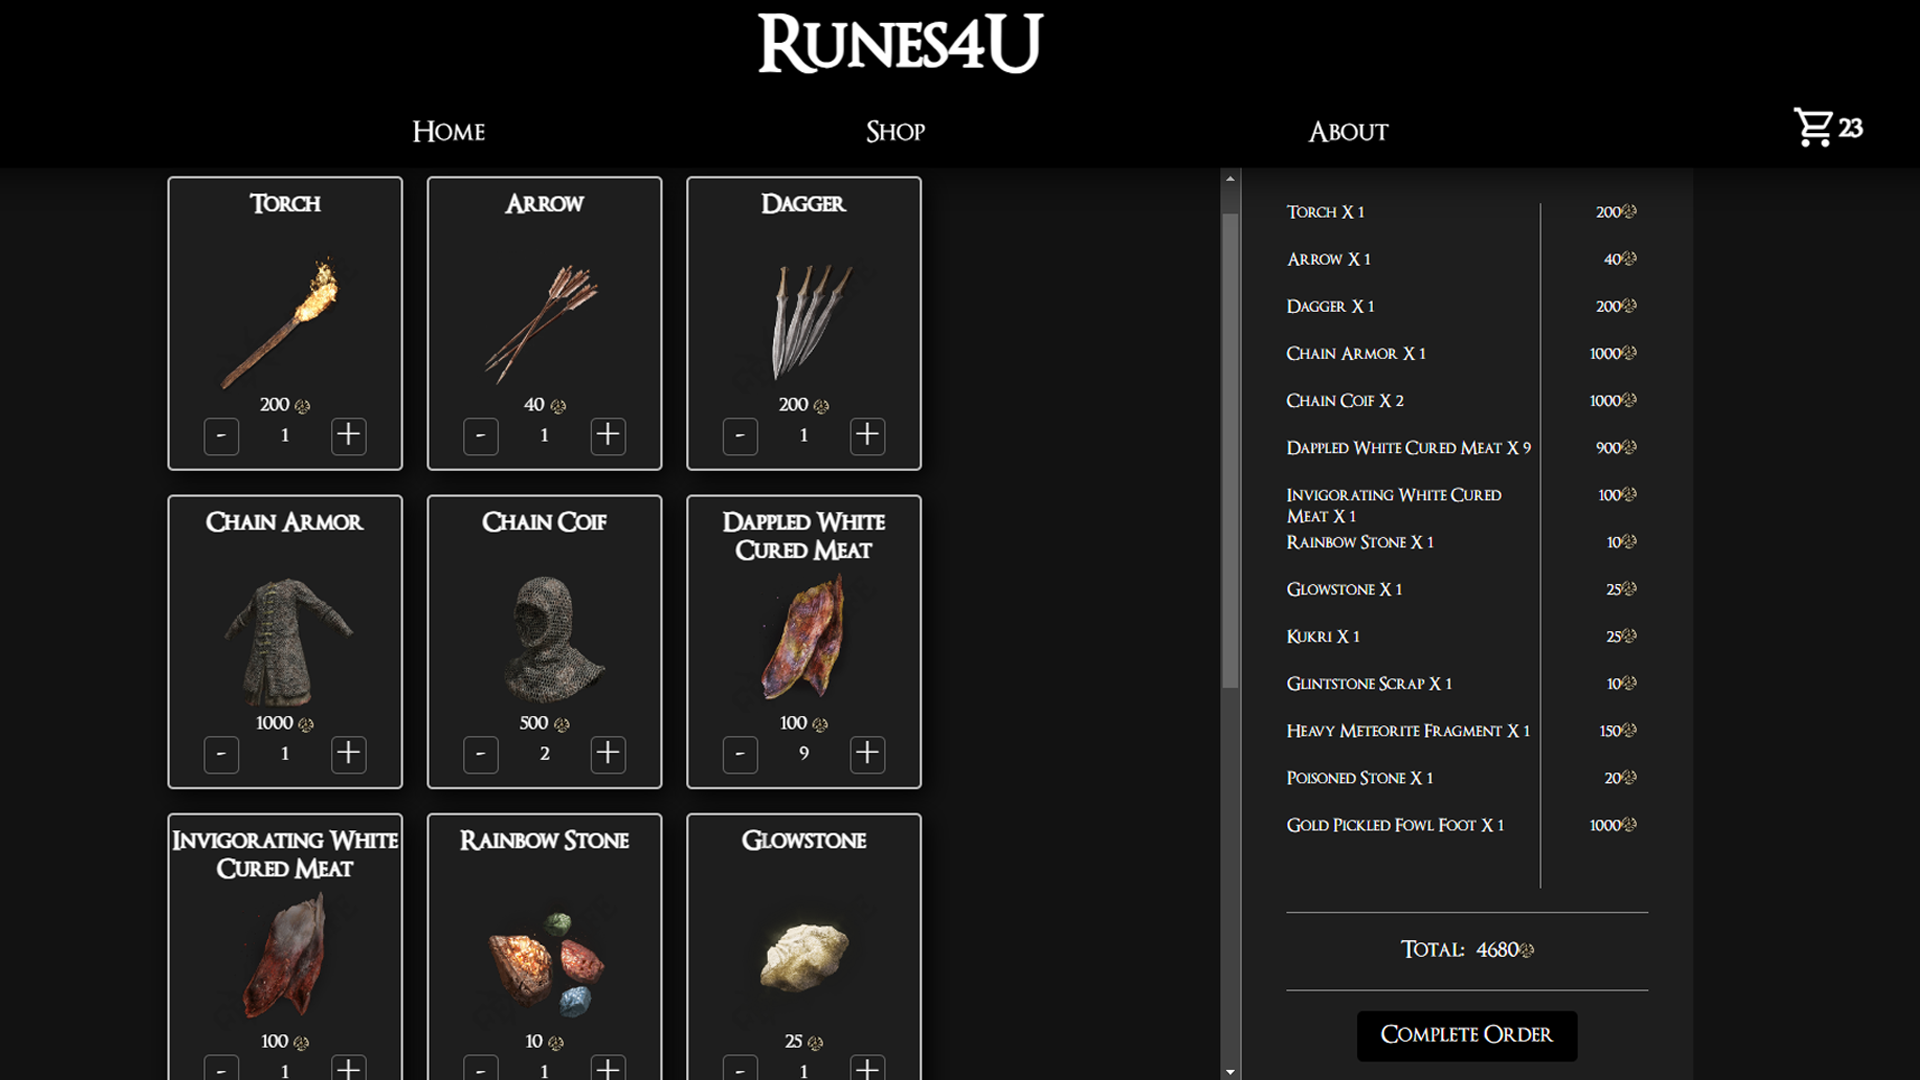 Runes4U
Home
Shop
About
23
Torch
200
- 1 +
Arrow
40
- 1 +
Dagger
200
- 1 +
Chain Armor
1000
- 1 +
Chain Coif
500
- 2 +
Dappled White
Cured Meat
100
- 9 +
Invigorating White
Cured Meat
100
- 1 +
Rainbow Stone
10
- 1 +
Glowstone
25
- 1 +
Torch X 1 200
Arrow X 1 40
Dagger X 1 200
Chain Armor X 1 1000
Chain Coif X 2 1000
Dappled White Cured Meat X 9 900
Invigorating White Cured 100
Meat X 1
Rainbow Stone X 1 10
Glowstone X 1 25
Kukri X 1 25
Glintstone Scrap X 1 10
Heavy Meteorite Fragment X 1 150
Poisoned Stone X 1 20
Gold Pickled Fowl Foot X 1 1000
Total: 4680
Complete Order